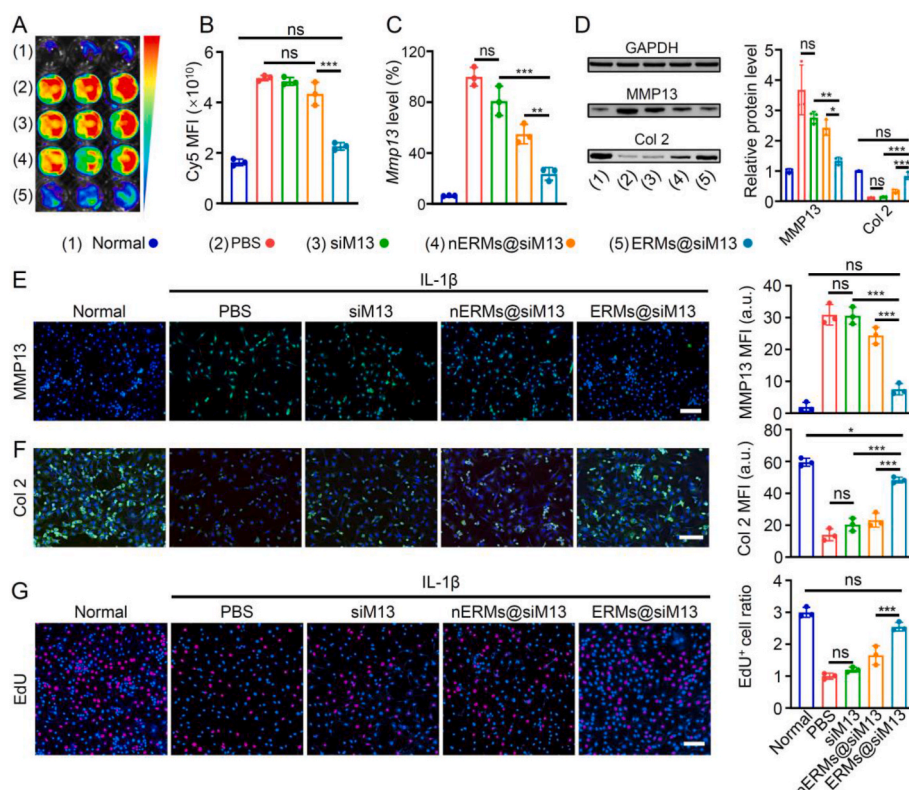 A
(1)
(2)
(3)
(4)
(5)
B
Cy5 MFI (×10¹⁰)
6
4
2
0
ns
ns
***
C
Mmp13 level (%)
120
80
40
0
ns
***
**
D
GAPDH
MMP13
Col 2
(1) (2) (3) (4) (5)
Relative protein level
6
4
3
2
1
0
ns
**
*
ns
***
***
ns
MMP13 Col 2
(1) Normal (2) PBS (3) siM13 (4) nERMs@siM13 (5) ERMs@siM13
E
IL-1β
Normal PBS siM13 nERMs@siM13 ERMs@siM13
MMP13
MMP13 MFI (a.u.)
40
30
20
10
0
ns
ns
***
***
F
Col 2
Col 2 MFI (a.u.)
80
60
40
20
0
*
***
***
ns
G
IL-1β
Normal PBS siM13 nERMs@siM13 ERMs@siM13
EdU
EdU⁺ cell ratio
4
3
2
1
0
ns
***
ns
Normal
PBS
siM13
nERMs@siM13
ERMs@siM13